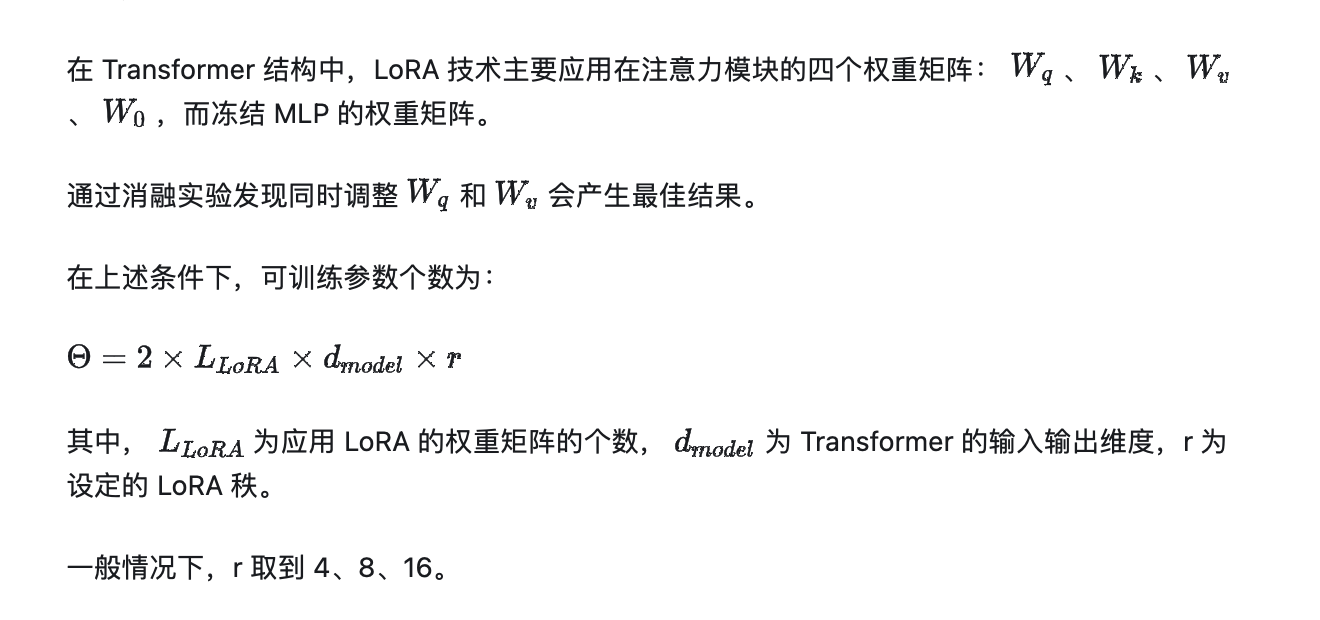 在 Transformer 结构中，LoRA 技术主要应用在注意力模块的四个权重矩阵： W_q 、 W_k 、 W_v
、 W_0 ，而冻结 MLP 的权重矩阵。
通过消融实验发现同时调整 W_q 和 W_v 会产生最佳结果。
在上述条件下，可训练参数个数为：
Θ = 2 × L_{LoRA} × d_{model} × r
其中， L_{LoRA} 为应用 LoRA 的权重矩阵的个数， d_{model} 为 Transformer 的输入输出维度，r 为
设定的 LoRA 秩。
一般情况下，r 取到 4、8、16。